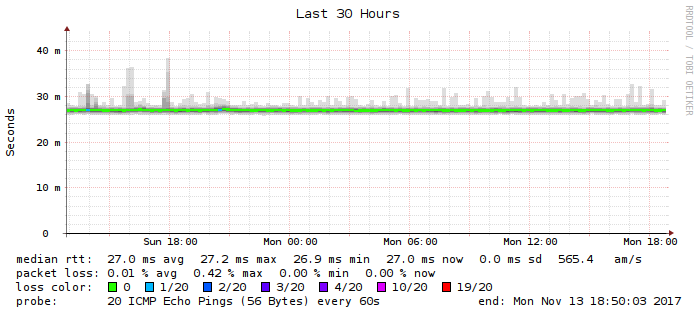 Last 30 Hours
RRDTOOL / TOBI OETIKER
Seconds
40 m
30 m
20 m
10 m
0
Sun 18:00 Mon 00:00 Mon 06:00 Mon 12:00 Mon 18:00
median rtt: 27.0 ms avg 27.2 ms max 26.9 ms min 27.0 ms now 0.0 ms sd 565.4 am/s
packet loss: 0.01 % avg 0.42 % max 0.00 % min 0.00 % now
loss color: 0 1/20 2/20 3/20 4/20 10/20 19/20
probe: 20 ICMP Echo Pings (56 Bytes) every 60s end: Mon Nov 13 18:50:03 2017